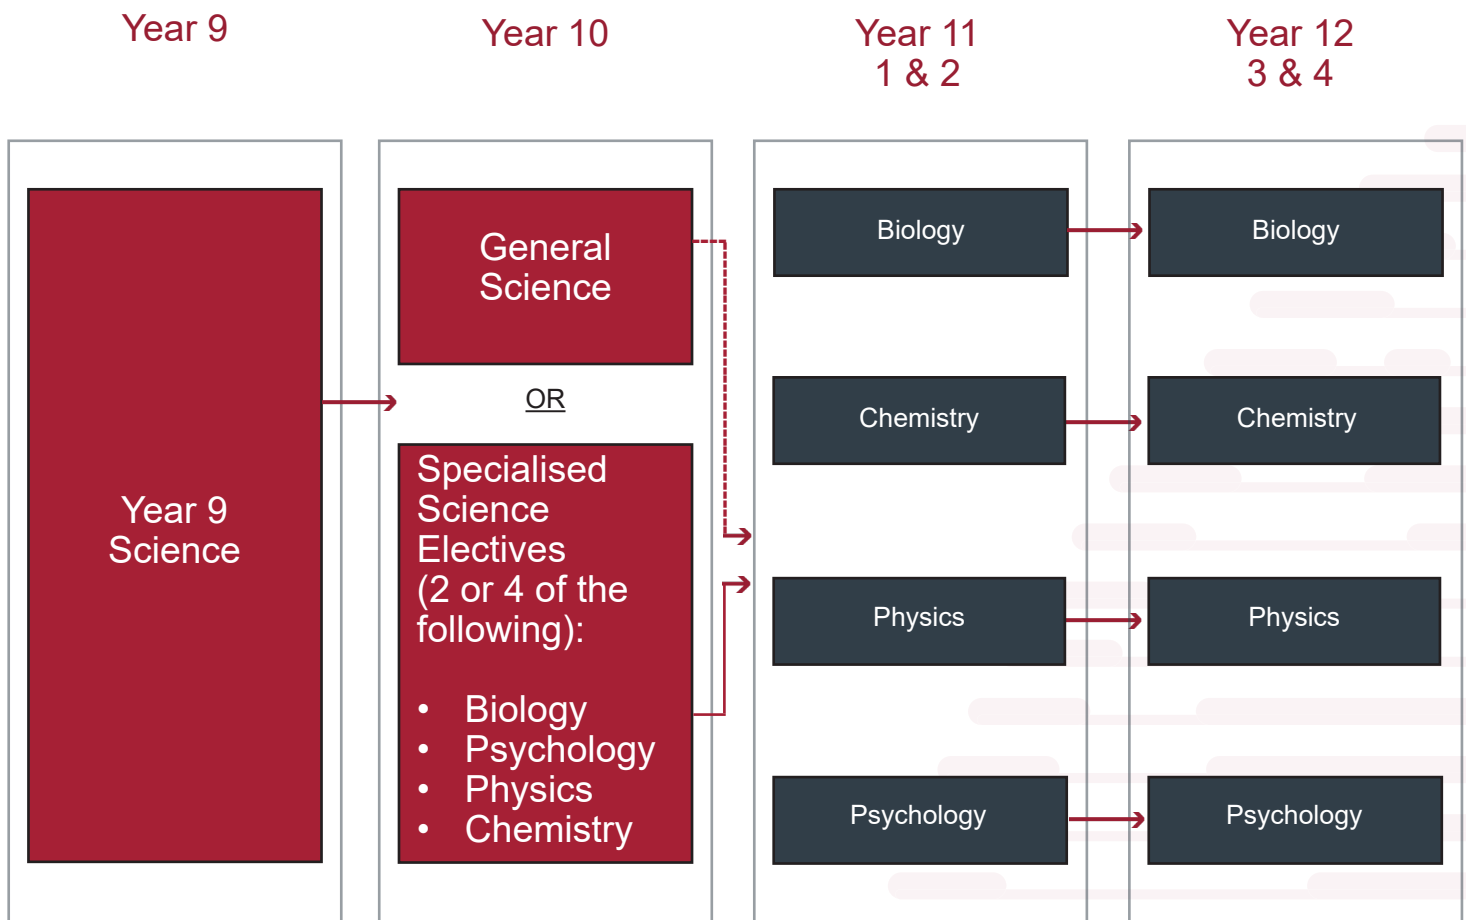 Year 9
Year 10
Year 11
1 & 2
Year 12
3 & 4
Year 9
Science
General
Science
OR
Specialised
Science
Electives
(2 or 4 of the
following):
• Biology
• Psychology
• Physics
• Chemistry
Biology
Chemistry
Physics
Psychology
Biology
Chemistry
Physics
Psychology